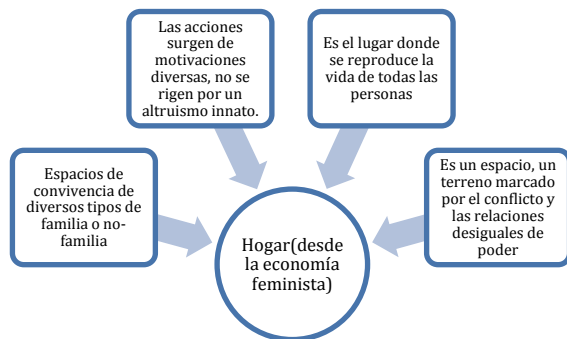 Las acciones
surgen de
motivaciones
diversas, no se
rigen por un
altruismo innato.
Es el lugar donde
se reproduce la
vida de todas las
personas
Espacios de
convivencia de
diversos tipos de
familia o no-
familia
Es un espacio, un
terreno marcado
por el conflicto y
las relaciones
desiguales de
poder
Hogar(desde
la economía
feminista)